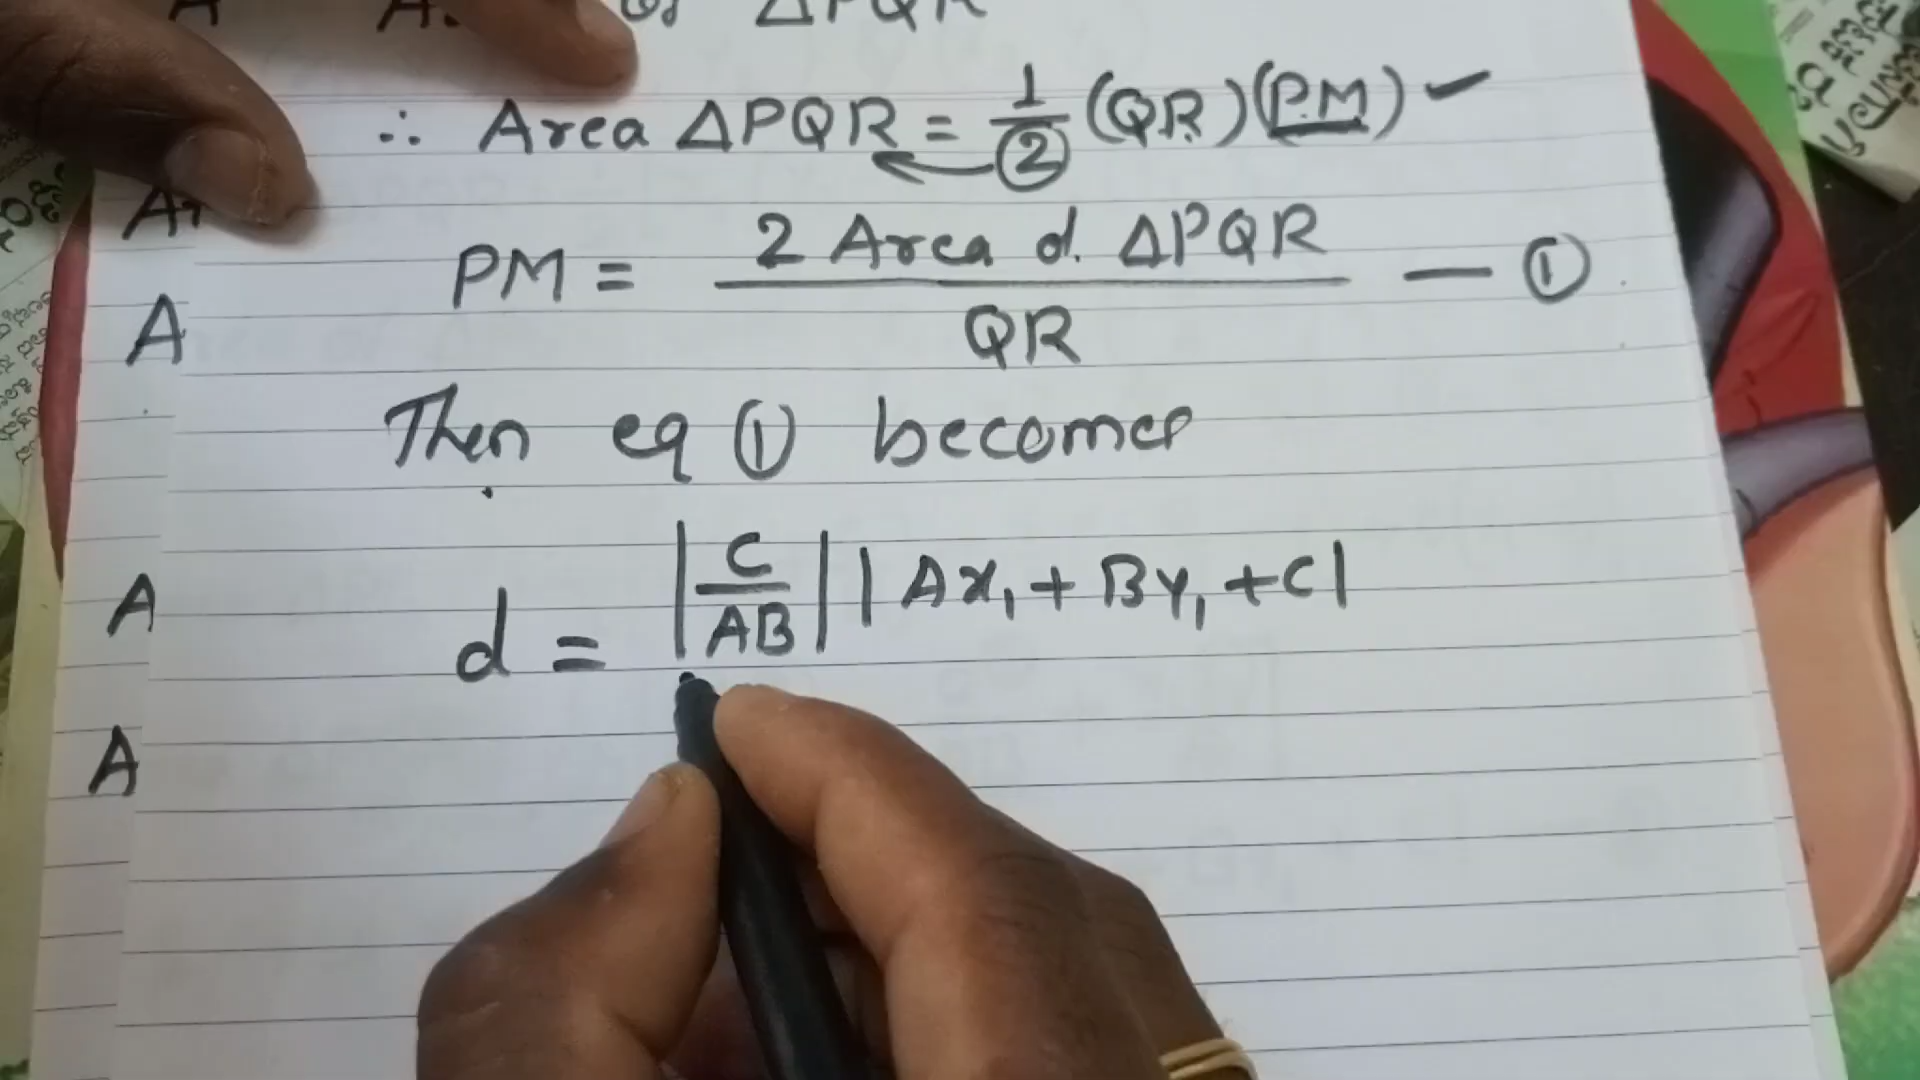 ΔPQR
∴ Area ΔPQR = 1/2 (QR)(PM) -
PM = 2 Area d. ΔPQR / QR — ①
Then eq ① becomes
d = |C/AB| |Ax₁ + By₁ + C|
A
A
A